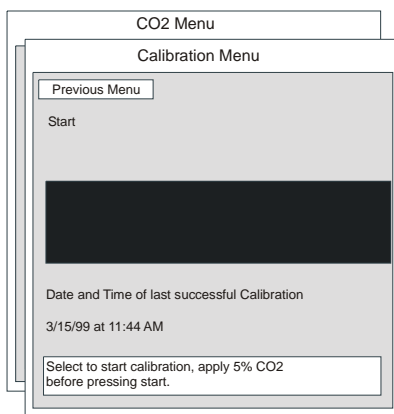 CO2 Menu
Calibration Menu
Previous Menu
Start
Date and Time of last successful Calibration
3/15/99 at 11:44 AM
Select to start calibration, apply 5% CO2
before pressing start.